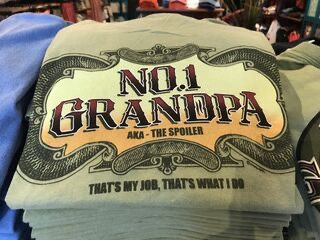 NO.1
GRANDPA
AKA - THE SPOILER
THAT'S MY JOB, THAT'S WHAT I DO